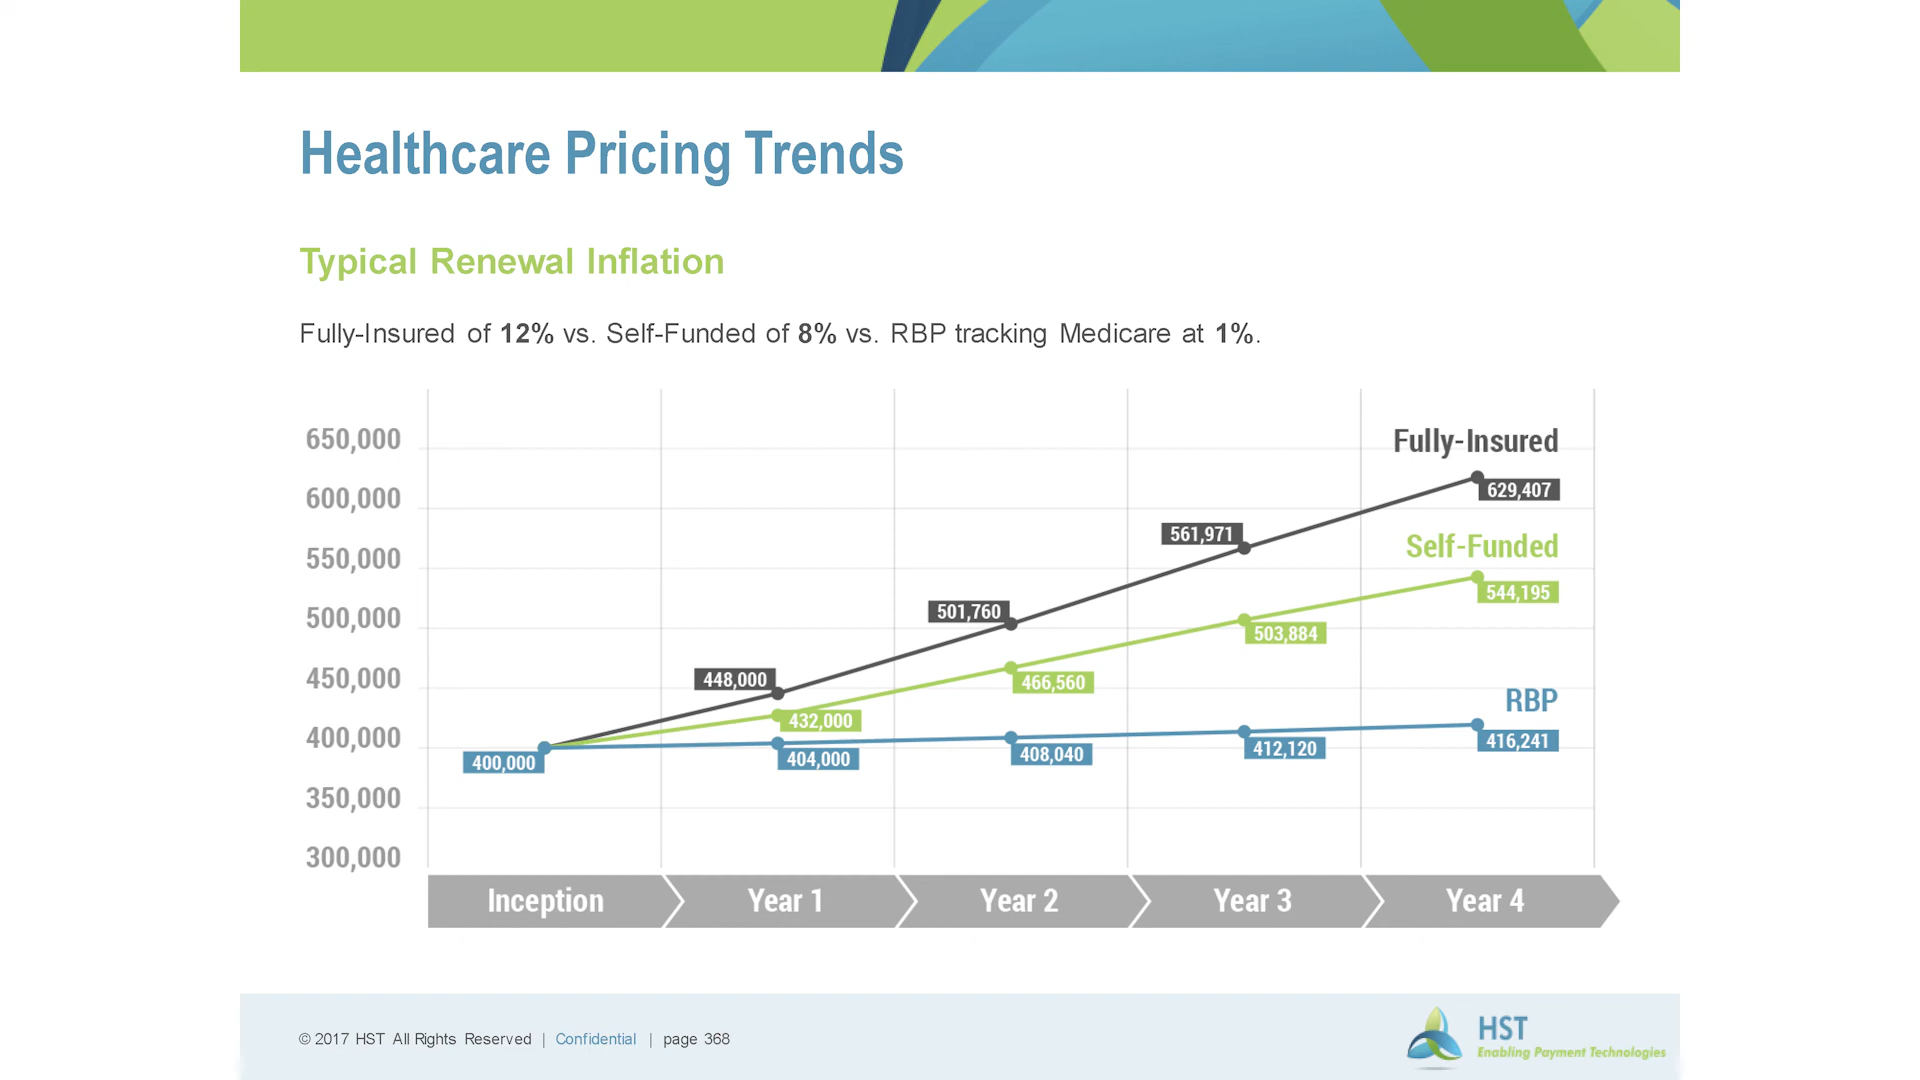 Healthcare Pricing Trends
Typical Renewal Inflation
Fully-Insured of 12% vs. Self-Funded of 8% vs. RBP tracking Medicare at 1%.
650,000
600,000
550,000
500,000
450,000
400,000
350,000
300,000
Fully-Insured
629,407
561,971
501,760
448,000
Self-Funded
544,195
503,884
466,560
432,000
RBP
416,241
412,120
408,040
404,000
400,000
Inception
Year 1
Year 2
Year 3
Year 4
© 2017 HST All Rights Reserved | Confidential | page 368
HST
Enabling Payment Technologies